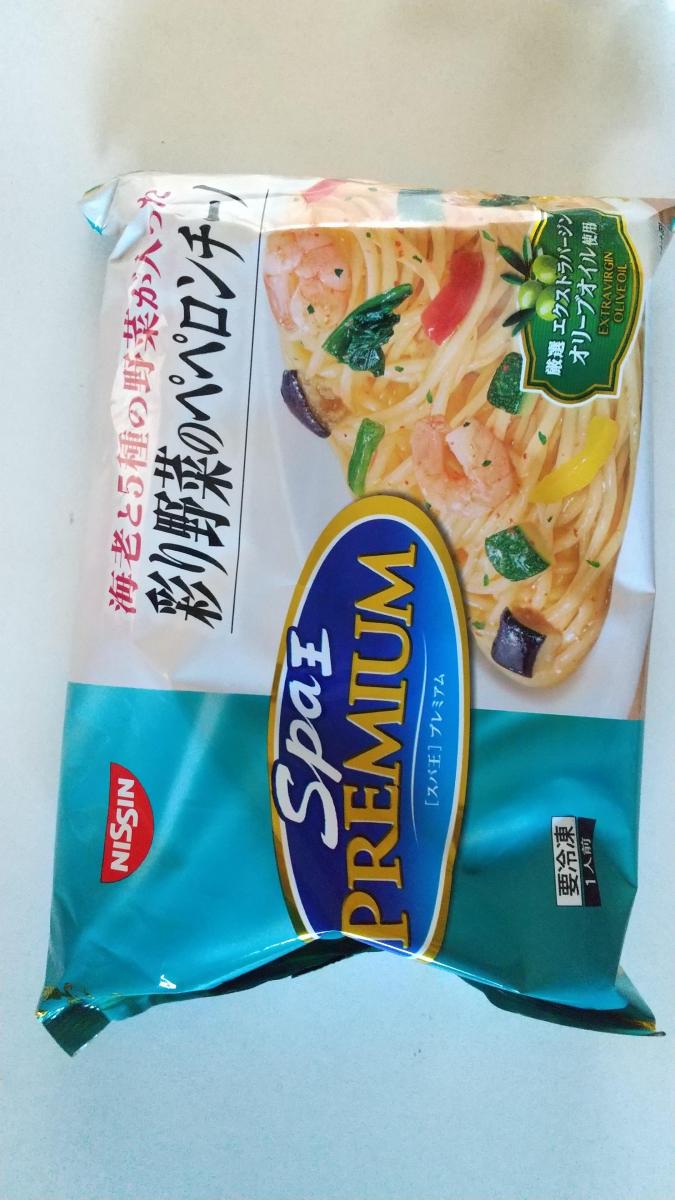 海老と5種の野菜が入った
彩り野菜のペペロンチーノ
厳選 エクストラバージン
オリーブオイル使用
EXTRAVIRGIN
OLIVE OIL
NISSIN
Spa王
PREMIUM
[スパ王] プレミアム
要冷凍
1人前